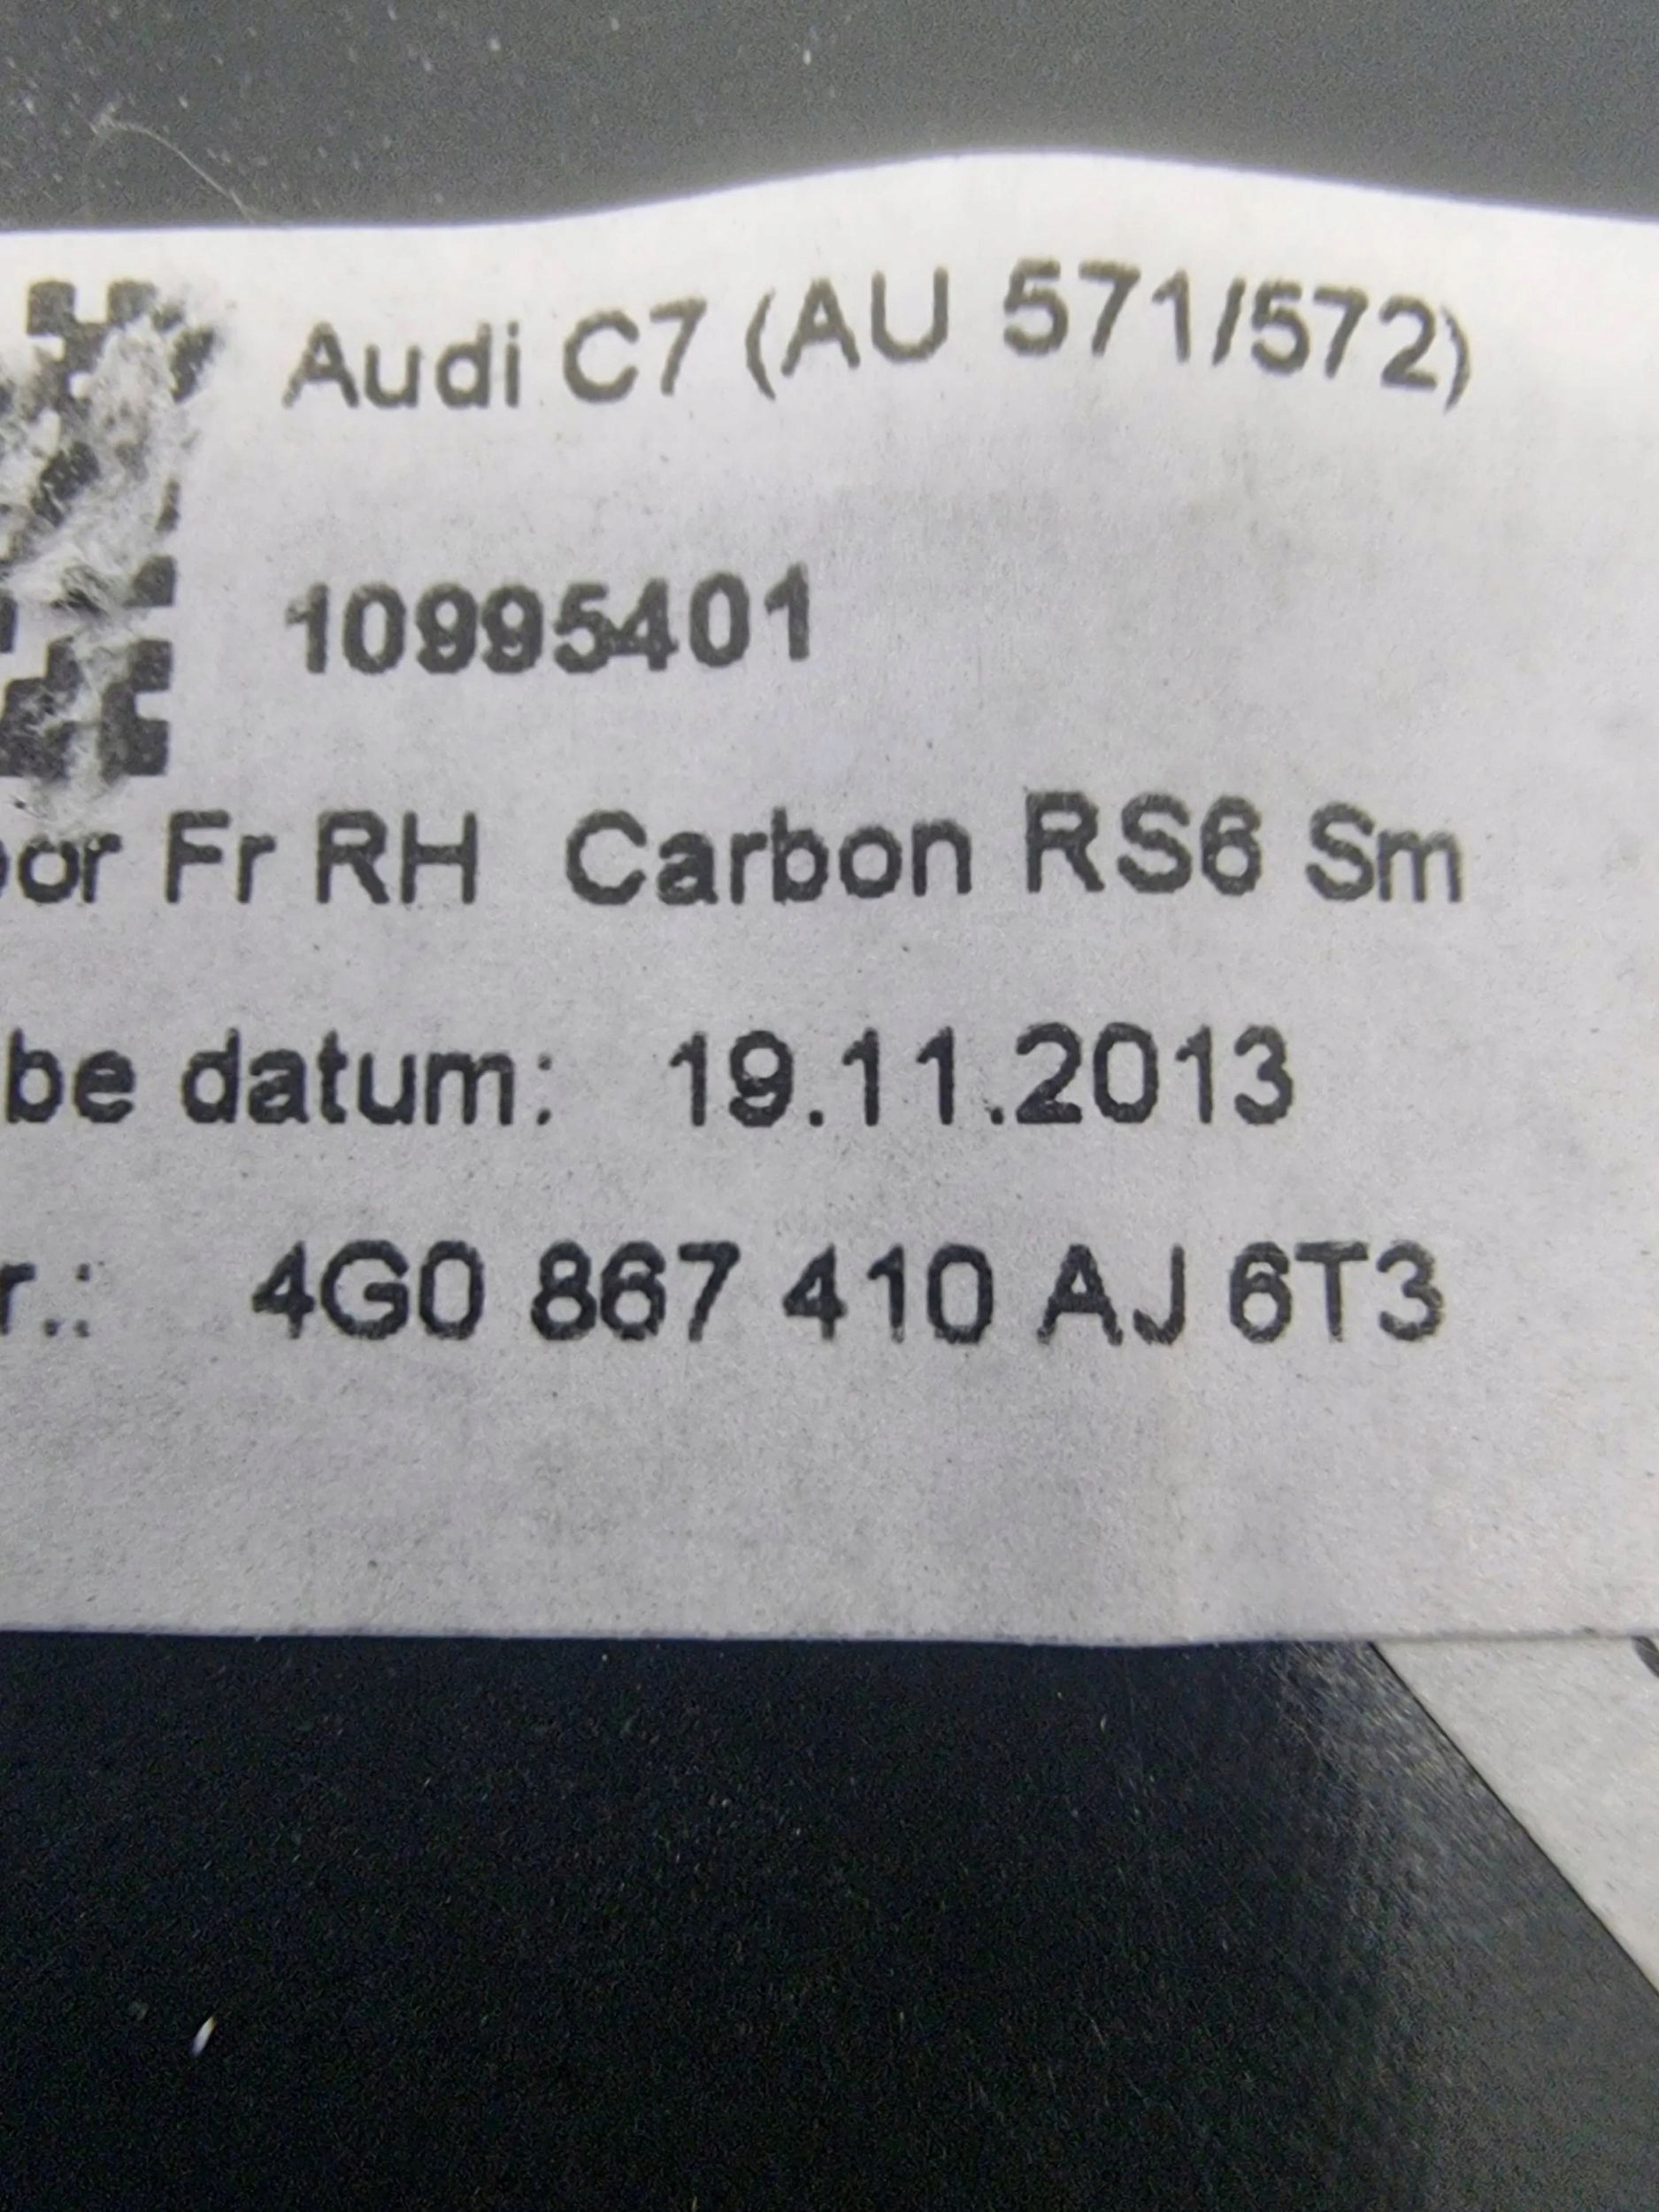 Audi C7 (AU 571/572)
10995401
oor Fr RH Carbon RS6 Sm
be datum: 19.11.2013
r.: 4G0 867 410 AJ 6T3